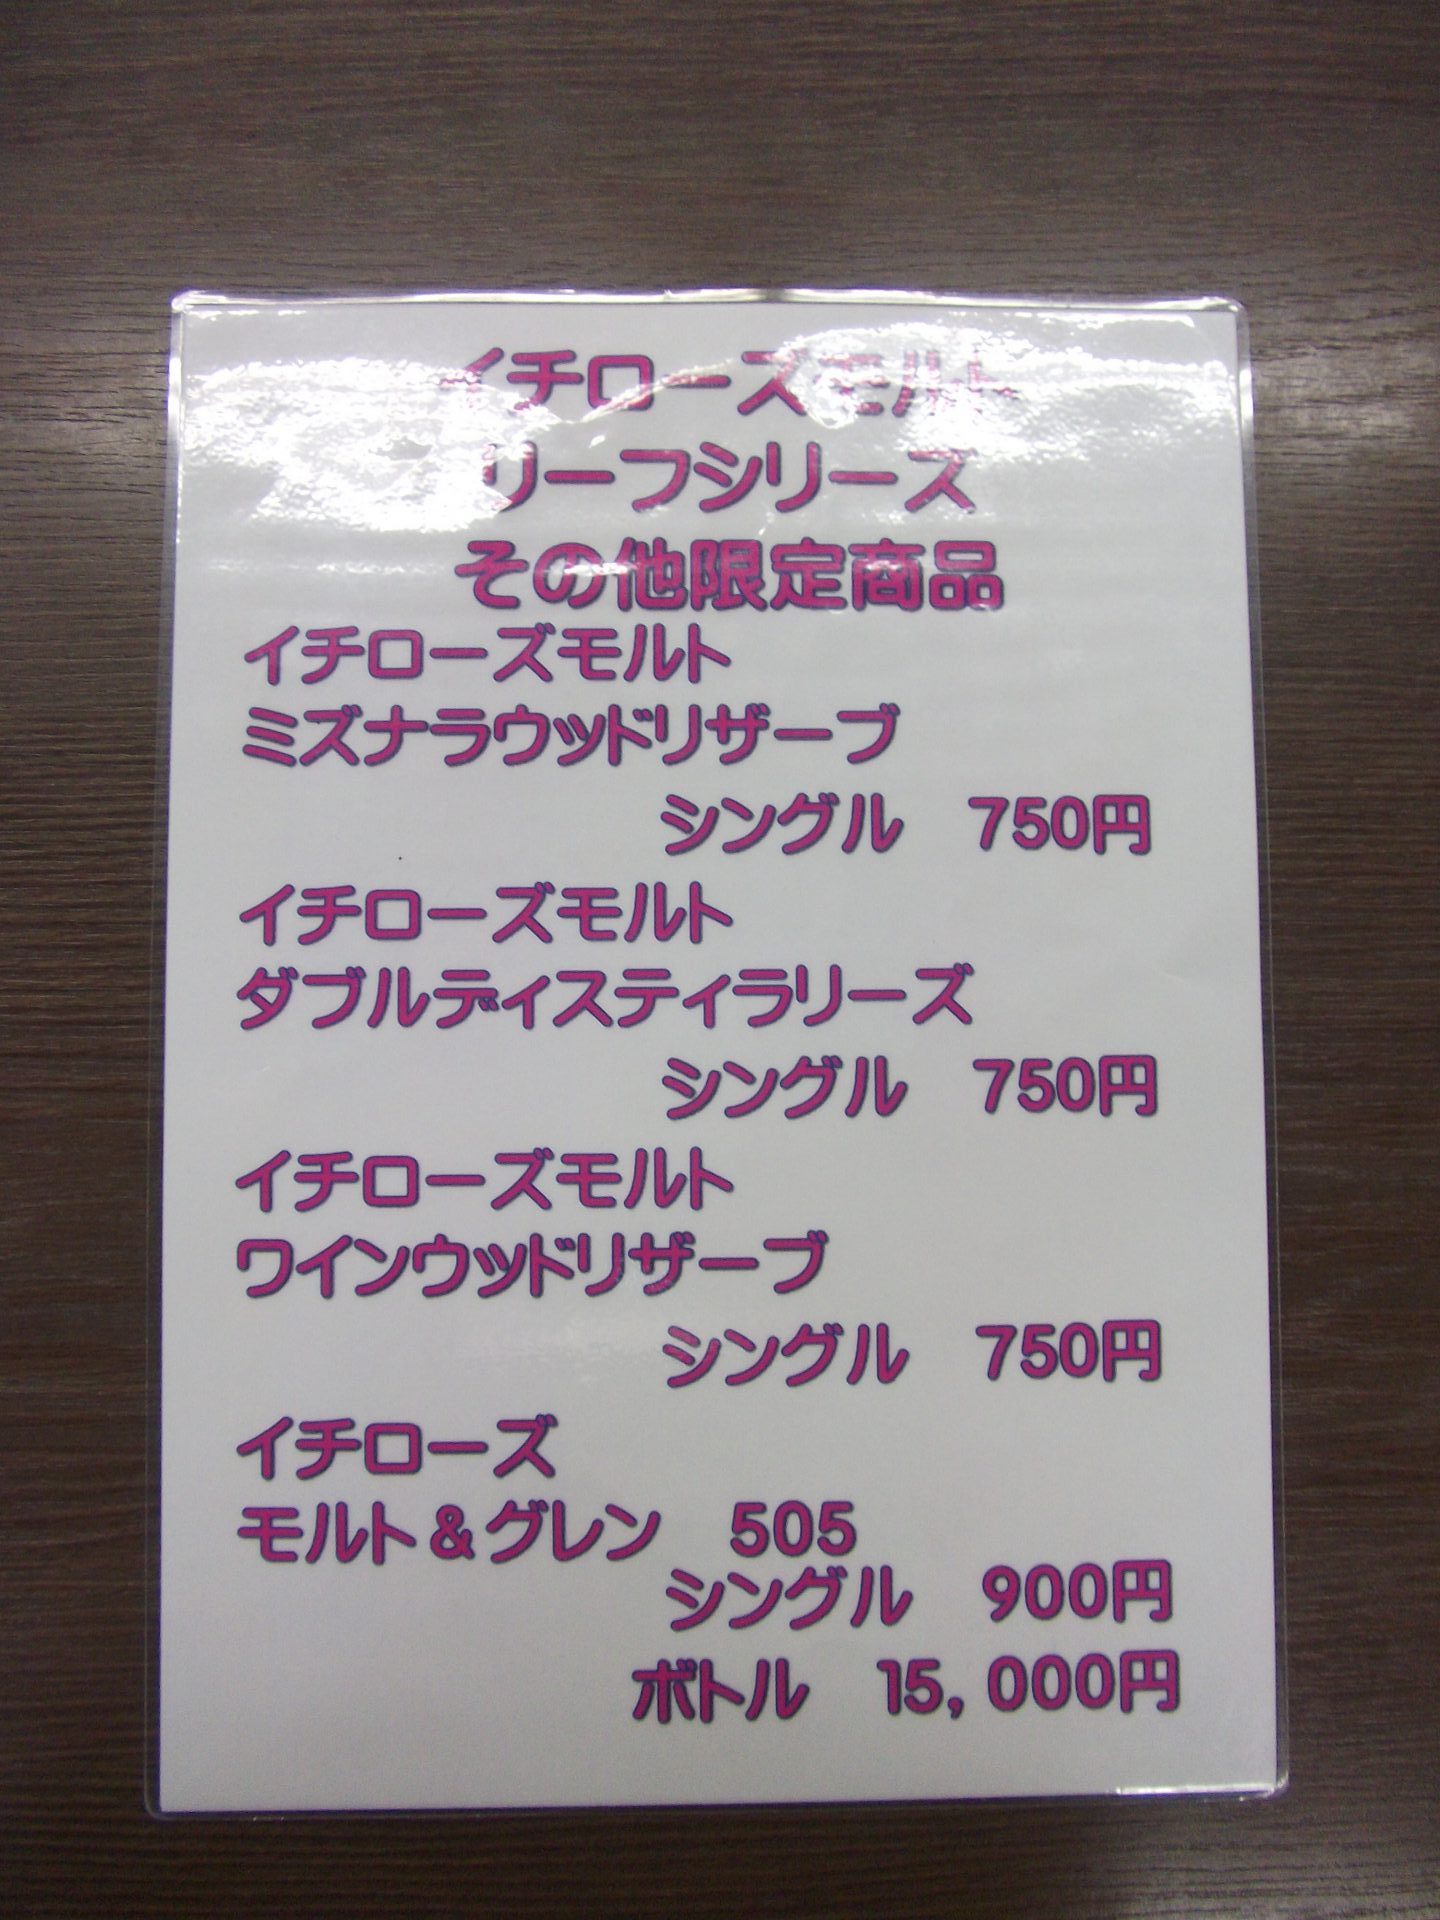 イチローズモルト
リーフシリーズ
その他限定商品
イチローズモルト
ミズナラウッドリザーブ
シングル　750円
イチローズモルト
ダブルディスティラリーズ
シングル　750円
イチローズモルト
ワインウッドリザーブ
シングル　750円
イチローズ
モルト＆グレン　505
シングル　900円
ボトル　15，000円